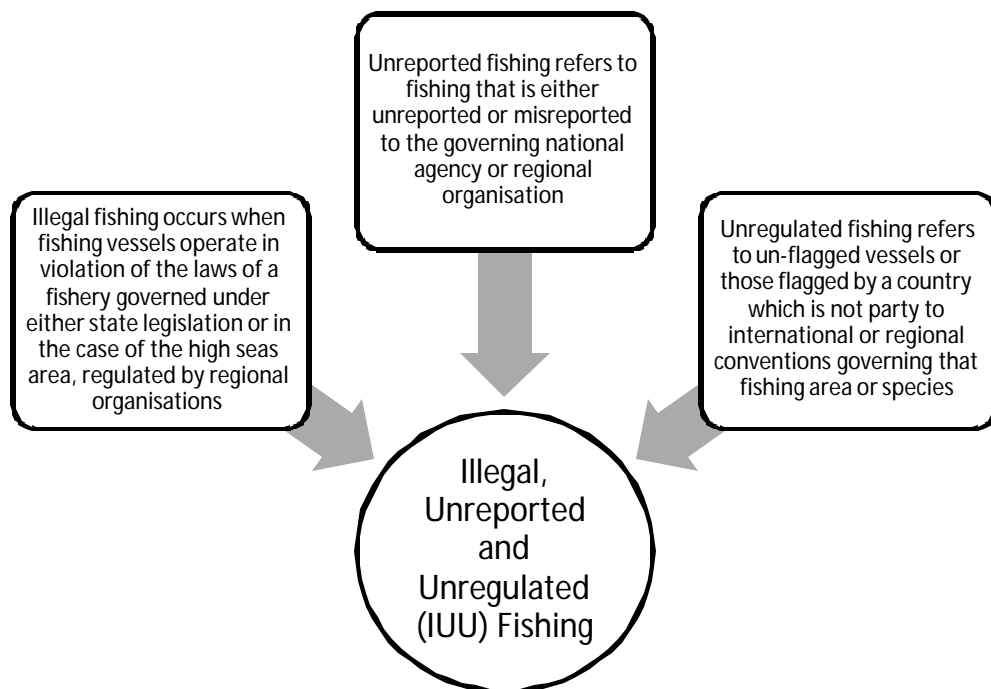 Unreported fishing refers to
fishing that is either
unreported or misreported
to the governing national
agency or regional
organisation
Illegal fishing occurs when
fishing vessels operate in
violation of the laws of a
fishery governed under
either state legislation or in
the case of the high seas
area, regulated by regional
organisations
Unregulated fishing refers
to un-flagged vessels or
those flagged by a country
which is not party to
international or regional
conventions governing that
fishing area or species
Illegal,
Unreported
and
Unregulated
(IUU) Fishing